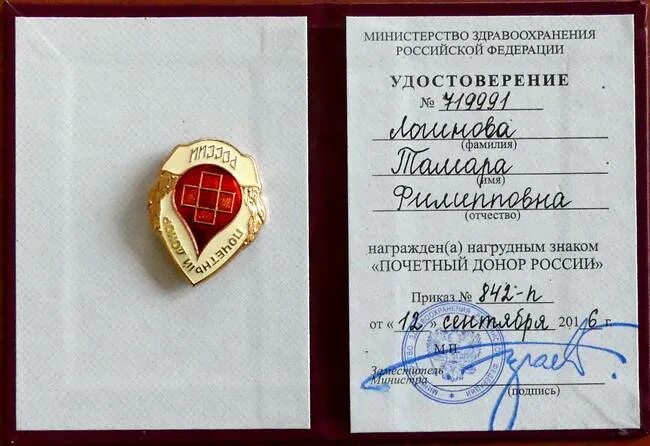 РОССИИ
ПОЧЕТНЫЙ ДОНОР
МИНИСТЕРСТВО ЗДРАВООХРАНЕНИЯ
РОССИЙСКОЙ ФЕДЕРАЦИИ
УДОСТОВЕРЕНИЕ
№ 719991
Логинова
(фамилия)
Тамара
(имя)
Филипповна
(отчество)
награжден(а) нагрудным знаком
«ПОЧЕТНЫЙ ДОНОР РОССИИ»
Приказ № 842-п
от «12» сентября 2016 г.
М.П.
Заместитель
Министра
(подпись)